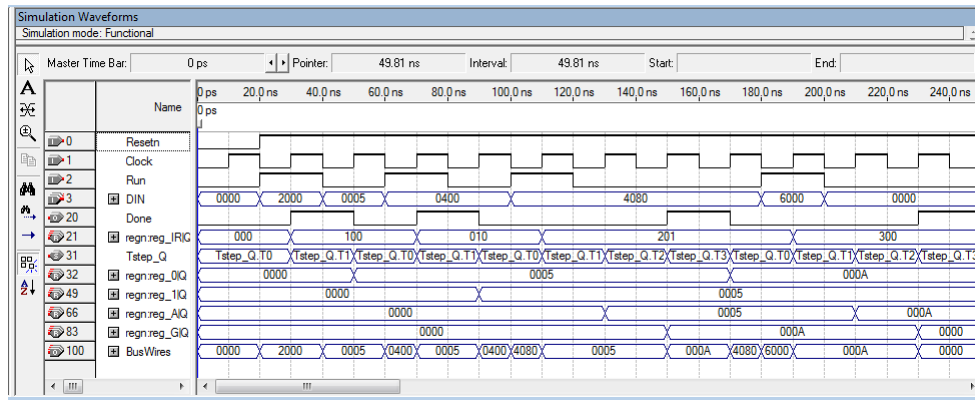 Simulation Waveforms
Simulation mode: Functional
Master Time Bar: 0 ps Pointer: 49.81 ns Interval: 49.81 ns Start: End:
Name 0 ps 20.0 ns 40.0 ns 60.0 ns 80.0 ns 100.0 ns 120.0 ns 140.0 ns 160.0 ns 180.0 ns 200.0 ns 220.0 ns 240.0 ns
0 ps
0 Resetn
1 Clock
2 Run
3 DIN 0000 2000 0005 0400 4080 6000 0000
20 Done
21 regn:reg_IR|Q 000 100 010 201 300
31 Tstep_Q Tstep_Q.T0 Tstep_Q.T1 Tstep_Q.T0 Tstep_Q.T1 Tstep_Q.T0 Tstep_Q.T1 Tstep_Q.T2 Tstep_Q.T3 Tstep_Q.T0 Tstep_Q.T1 Tstep_Q.T2 Tstep_Q.T3
32 regn:reg_0|Q 0000 0005 000A
49 regn:reg_1|Q 0000 0005
66 regn:reg_A|Q 0000 0005 000A
83 regn:reg_G|Q 0000 000A 0000
100 BusWires 0000 2000 0005 0400 0005 0400 4080 0005 000A 4080 6000 000A 0000